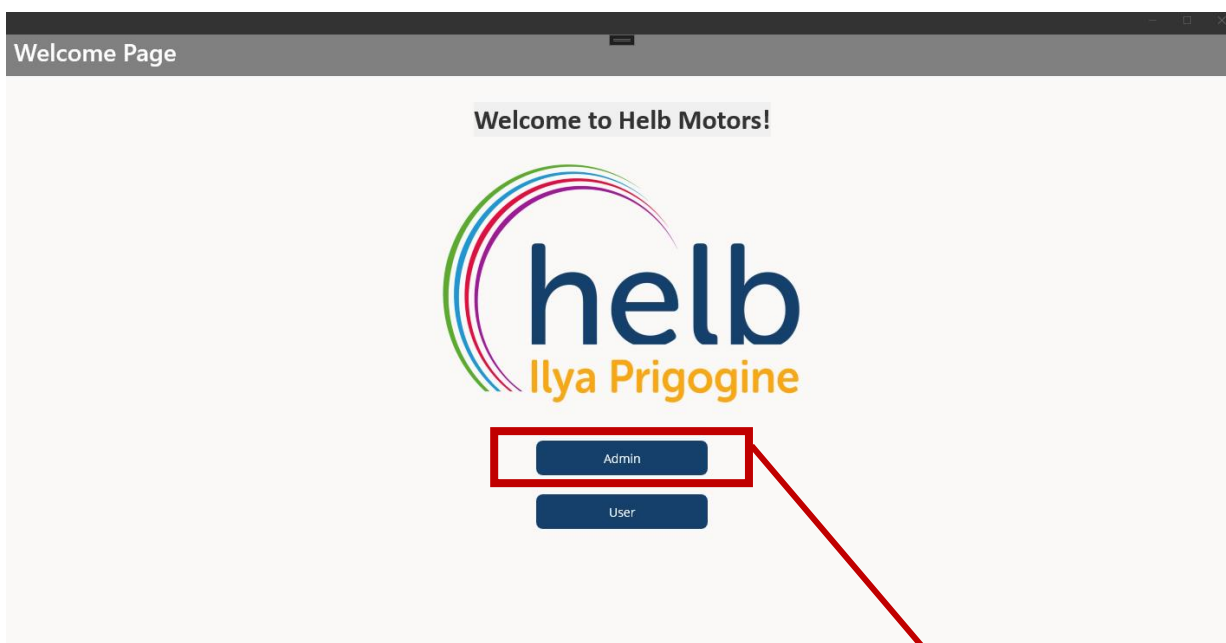 Welcome Page
Welcome to Helb Motors!
helb
Ilya Prigogine
Admin
User